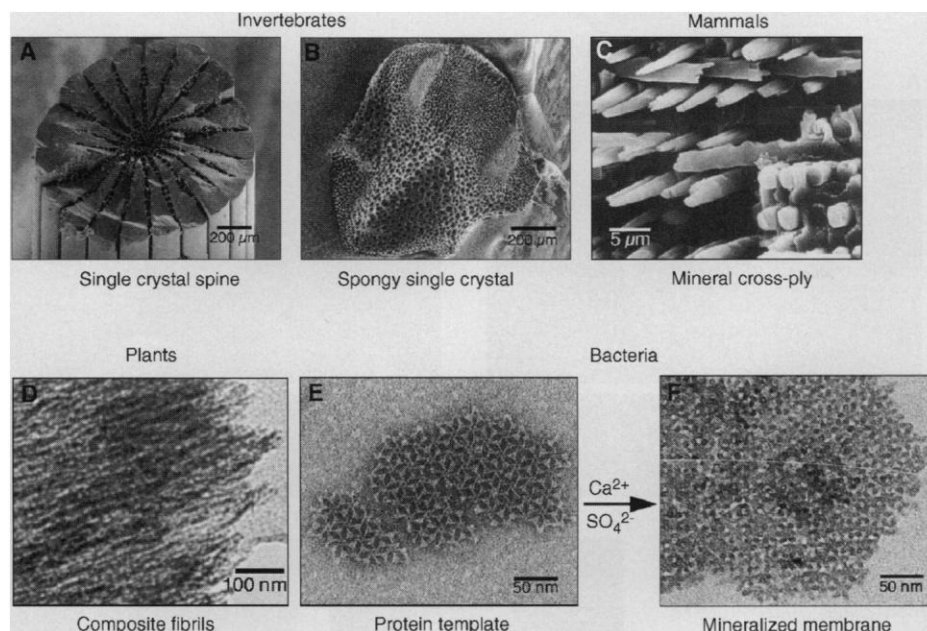 Invertebrates
Mammals
A
B
C
200 µm
200 µm
5 µm
Single crystal spine
Spongy single crystal
Mineral cross-ply
Plants
Bacteria
D
E
F
Ca2+
SO42-
100 nm
50 nm
50 nm
Composite fibrils
Protein template
Mineralized membrane